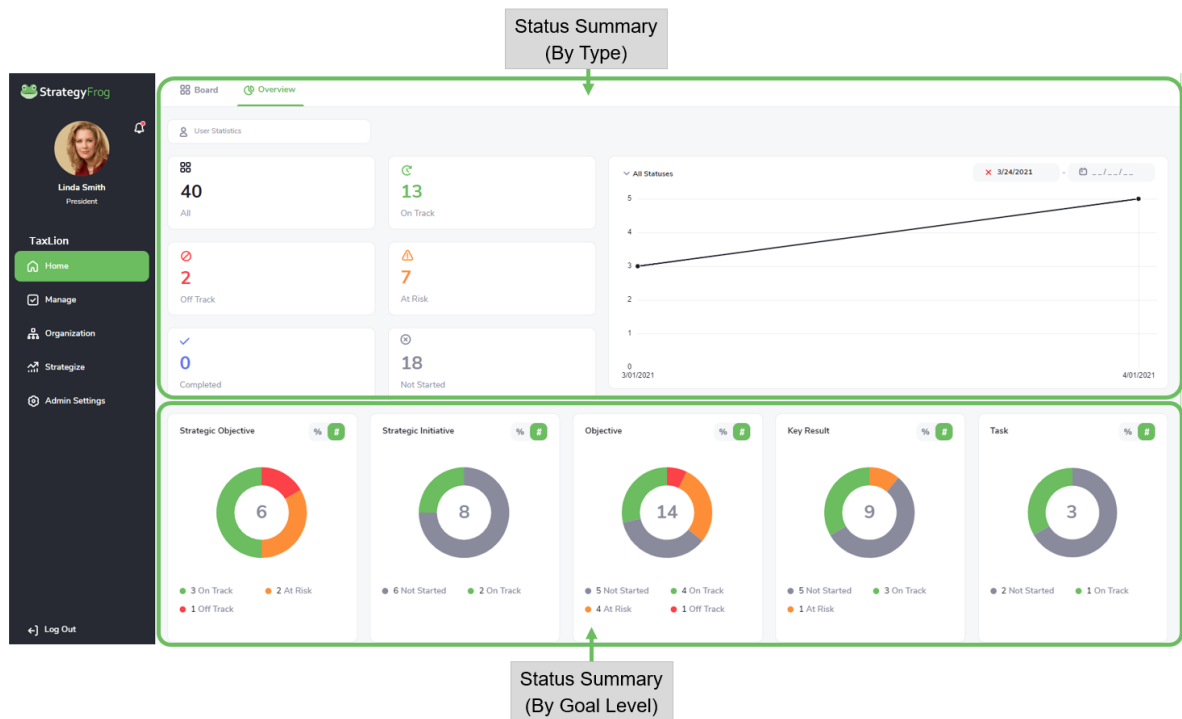 Status Summary
(By Type)
StrategyFrog
Linda Smith
President
TaxLion
Home
Manage
Organization
Strategize
Admin Settings
Log Out
Board Overview
User Statistics
40
All
13
On Track
2
Off Track
7
At Risk
0
Completed
18
Not Started
All Statuses 3/24/2021 - __/__/__
5
4
3
2
1
0
3/01/2021 4/01/2021
Strategic Objective % #
6
3 On Track 2 At Risk
1 Off Track
Strategic Initiative % #
8
6 Not Started 2 On Track
Objective % #
14
5 Not Started 4 On Track
4 At Risk 1 Off Track
Key Result % #
9
5 Not Started 3 On Track
1 At Risk
Task % #
3
2 Not Started 1 On Track
Status Summary
(By Goal Level)